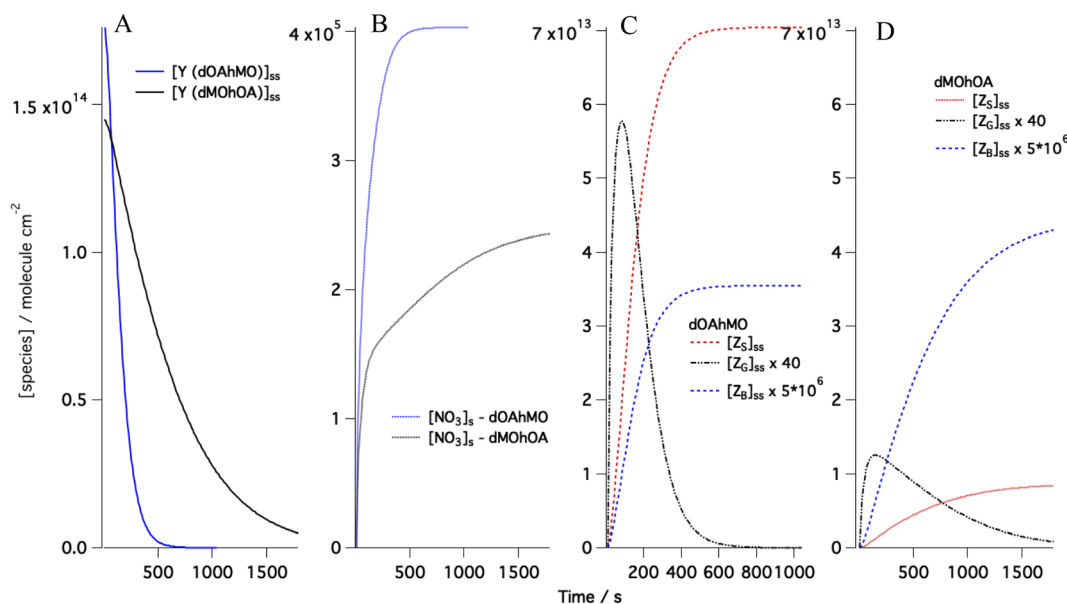 A
B
C
D
[Y (dOAhMO)]ss
[Y (dMOhOA)]ss
1.5 x10^14
1.0
0.5
0.0
[species] / molecule cm^-2
500
1000
1500
4 x10^5
3
2
1
0
[NO3]s - dOAhMO
[NO3]s - dMOhOA
500
1000
1500
7 x10^13
6
5
4
3
2
1
0
dOAhMO
[ZS]ss
[ZG]ss x 40
[ZB]ss x 5*10^6
200
400
600
800
1000
7 x10^13
6
5
4
3
2
1
0
dMOhOA
[ZS]ss
[ZG]ss x 40
[ZB]ss x 5*10^6
500
1000
1500
Time / s